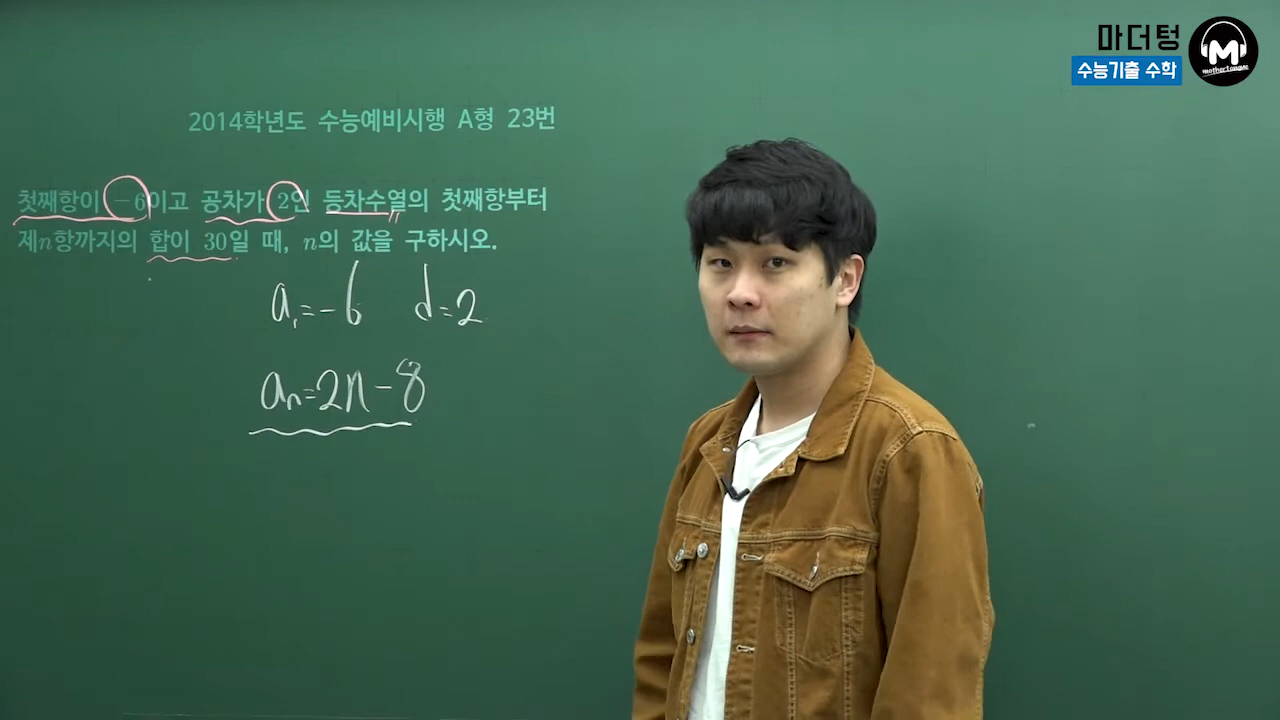 마더텅
수능기출 수학
M
mothertongue
2014학년도 수능예비시행 A형 23번
첫째항이 -6이고 공차가 2인 등차수열의 첫째항부터
제n항까지의 합이 30일 때, n의 값을 구하시오.
a₁=-6 d=2
aₙ=2n-8